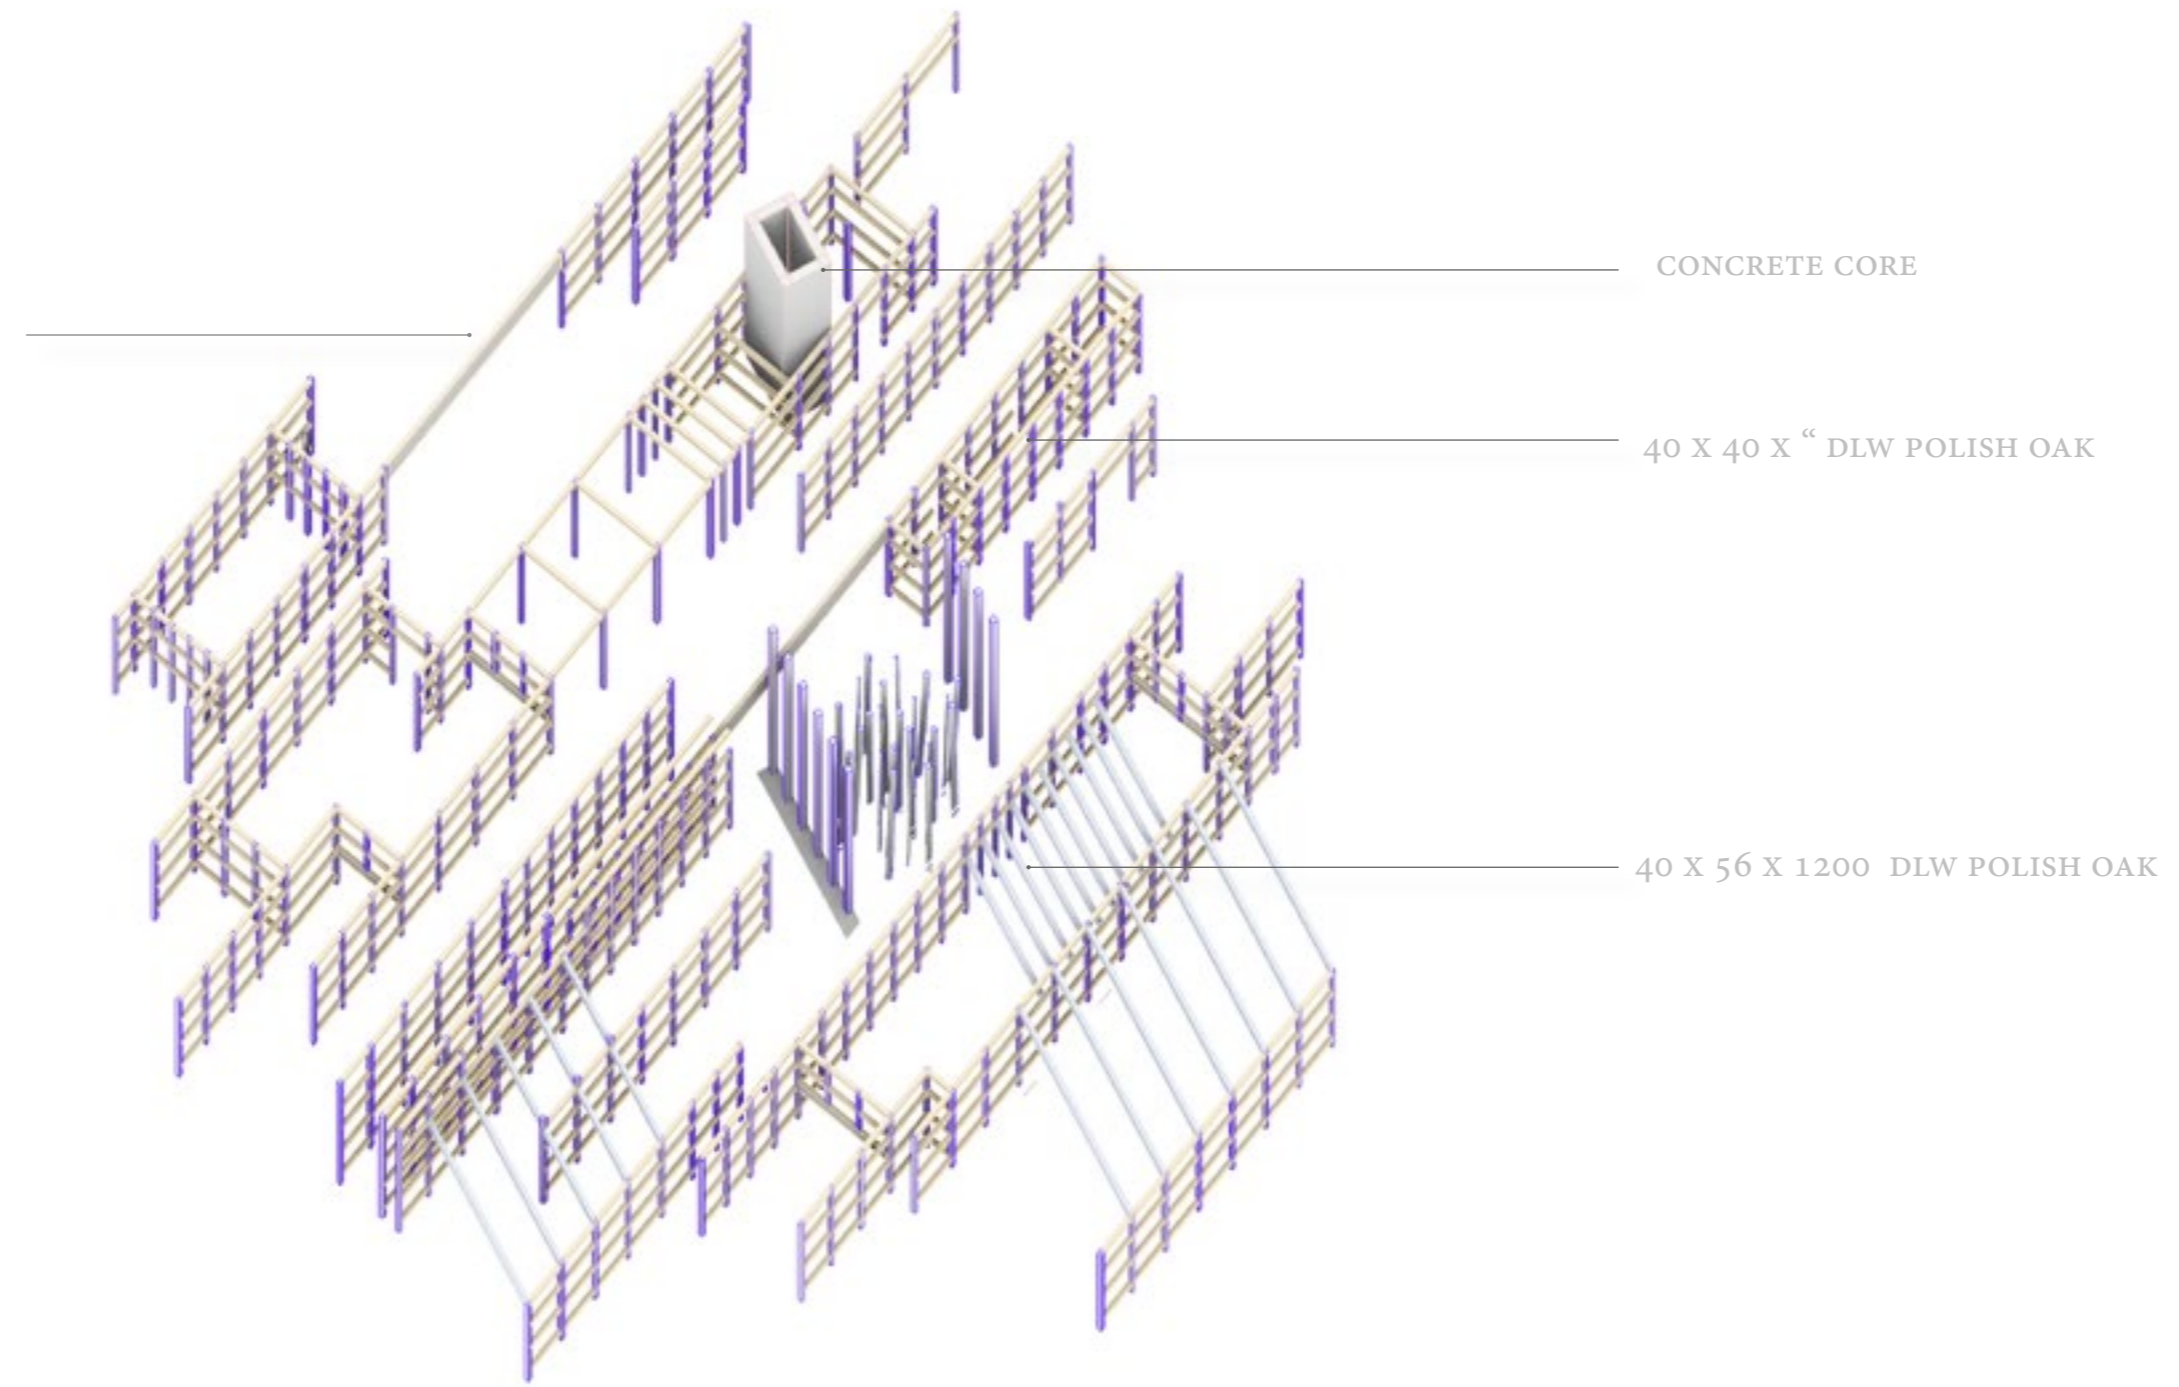 CONCRETE CORE
40 X 40 X “ DLW POLISH OAK
40 X 56 X 1200 DLW POLISH OAK